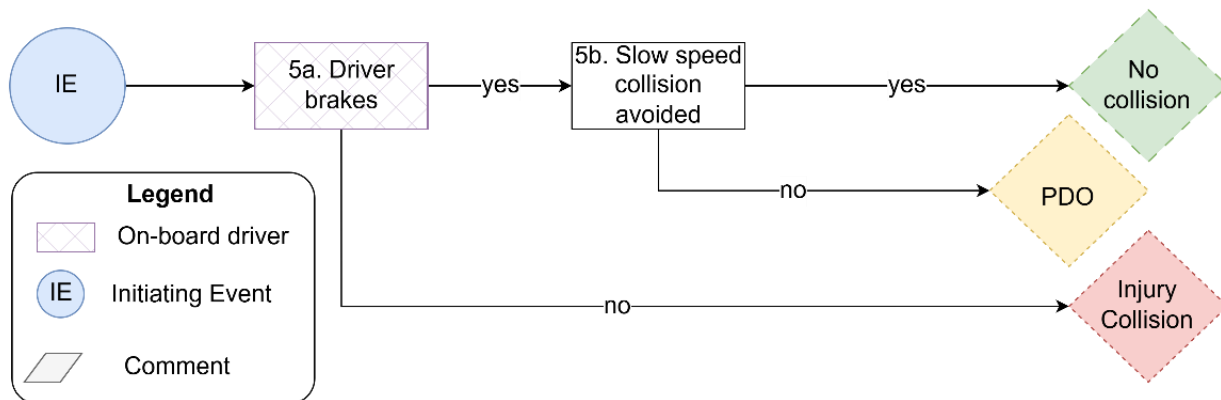 IE
5a. Driver
brakes
yes
5b. Slow speed
collision
avoided
yes
No
collision
no
PDO
no
Injury
Collision
Legend
On-board driver
IE
Initiating Event
Comment